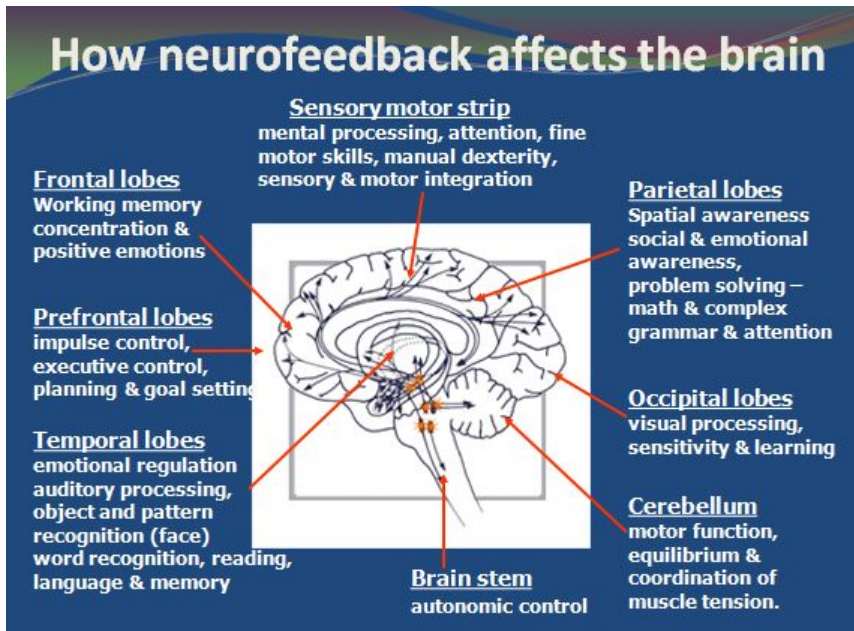 How neurofeedback affects the brain
Sensory motor strip
mental processing, attention, fine
motor skills, manual dexterity,
sensory & motor integration
Frontal lobes
Working memory
concentration &
positive emotions
Prefrontal lobes
impulse control,
executive control,
planning & goal setting
Temporal lobes
emotional regulation
auditory processing,
object and pattern
recognition (face)
word recognition, reading,
language & memory
Parietal lobes
Spatial awareness
social & emotional
awareness,
problem solving –
math & complex
grammar & attention
Occipital lobes
visual processing,
sensitivity & learning
Cerebellum
motor function,
equilibrium &
coordination of
muscle tension.
Brain stem
autonomic control